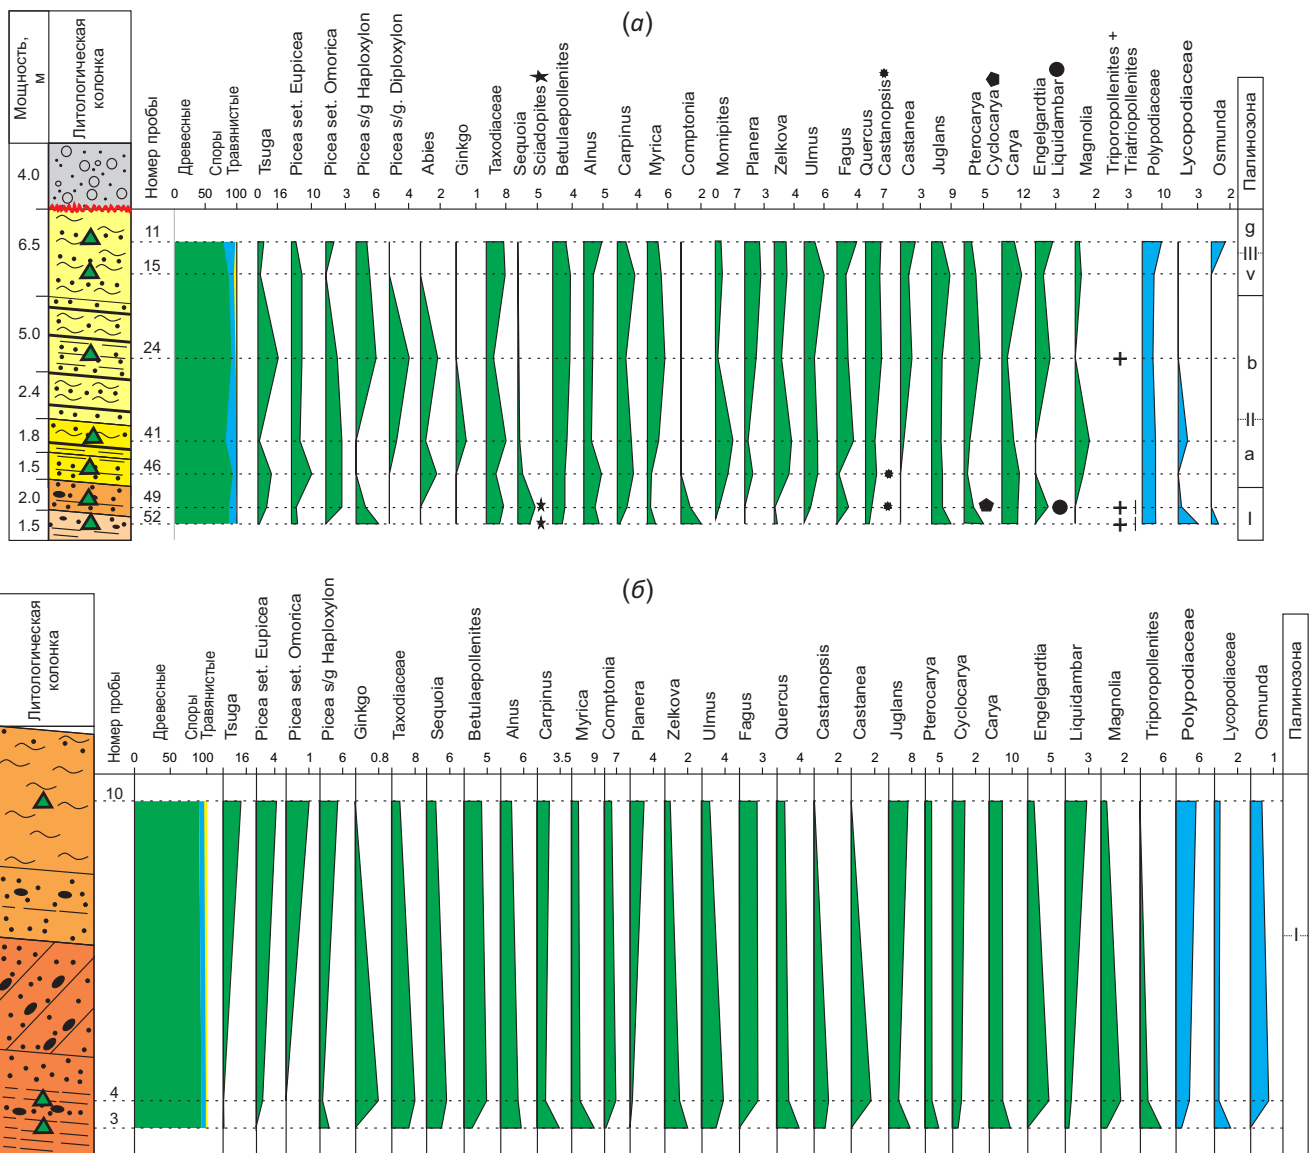 (а)
Мощность,
м
Литологическая
колонка
Номер пробы
Древесные
Споры
Травянистые
Tsuga
Picea set. Eupicea
Picea set. Omorica
Picea s/g Haploxylon
Picea s/g. Diploxylon
Abies
Ginkgo
Taxodiaceae
Sequoia
Sciadopites
Betulaepollenites
Alnus
Carpinus
Myrica
Comptonia
Momipites
Planera
Zelkova
Ulmus
Fagus
Quercus
Castanopsis
Castanea
Juglans
Pterocarya
Cyclocarya
Carya
Engelgardtia
Liquidambar
Magnolia
Triporopollenites +
Triatriopollenites
Polypodiaceae
Lycopodiaceae
Osmunda
Палинозона
0 50 100 0 16 10 3 6 4 2 1 8 5 4 5 4 6 2 0 7 3 4 6 4 7 3 9 5 12 3 2 3 10 6 2
4.0
6.5
5.0
2.4
1.8
1.5
2.0
1.5
11
15
24
41
46
49
52
+
+
+
g
III
v
b
II
a
I
(б)
Литологическая
колонка
Номер пробы
Древесные
Споры
Травянистые
Tsuga
Picea set. Eupicea
Picea set. Omorica
Picea s/g Haploxylon
Ginkgo
Taxodiaceae
Sequoia
Betulaepollenites
Alnus
Carpinus
Myrica
Comptonia
Planera
Zelkova
Ulmus
Fagus
Quercus
Castanopsis
Castanea
Juglans
Pterocarya
Cyclocarya
Carya
Engelgardtia
Liquidambar
Magnolia
Triporopollenites
Polypodiaceae
Lycopodiaceae
Osmunda
Палинозона
0 50 100 16 4 1 6 0.8 8 6 5 6 3.5 9 7 4 2 4 3 4 2 2 8 5 2 10 5 3 2 6 6 2 1
10
4
3
I